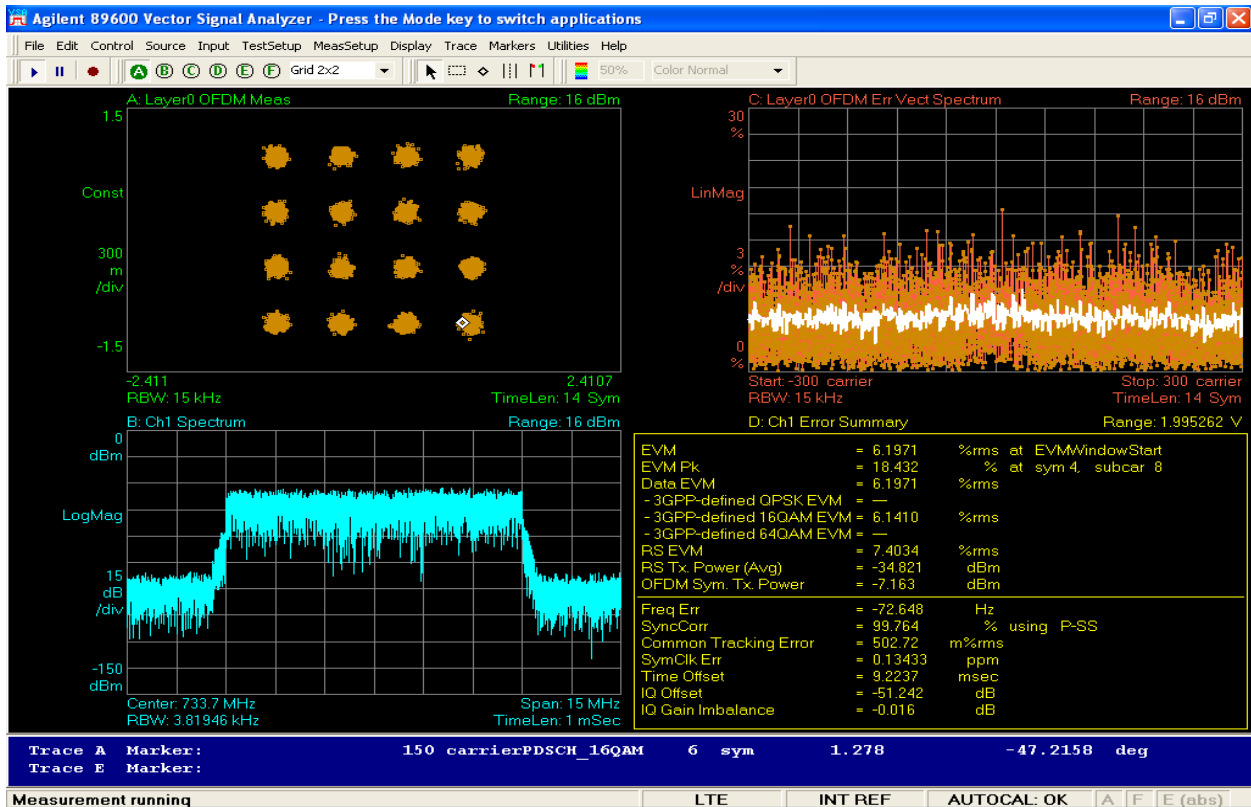 Agilent 89600 Vector Signal Analyzer - Press the Mode key to switch applications
File Edit Control Source Input TestSetup MeasSetup Display Trace Markers Utilities Help
A B C D E F Grid 2x2 50% Color Normal
A: Layer0 OFDM Meas Range: 16 dBm
1.5
Const
300
m
/div
-1.5
-2.411 2.4107
RBW: 15 kHz TimeLen: 14 Sym
C: Layer0 OFDM Err Vect Spectrum Range: 16 dBm
30
%
LinMag
3
%
/div
0
%
Start: -300 carrier Stop: 300 carrier
RBW: 15 kHz TimeLen: 14 Sym
B: Ch1 Spectrum Range: 16 dBm
0
dBm
LogMag
15
dB
/div
-150
dBm
Center: 733.7 MHz Span: 15 MHz
RBW: 3.81946 kHz TimeLen: 1 mSec
D: Ch1 Error Summary Range: 1.995262 V
EVM = 6.1971 %rms at EVMWindowStart
EVM Pk = 18.432 % at sym 4, subcar 8
Data EVM = 6.1971 %rms
- 3GPP-defined QPSK EVM = —
- 3GPP-defined 16QAM EVM = 6.1410 %rms
- 3GPP-defined 64QAM EVM = —
RS EVM = 7.4034 %rms
RS Tx. Power (Avg) = -34.821 dBm
OFDM Sym. Tx. Power = -7.163 dBm
Freq Err = -72.648 Hz
SyncCorr = 99.764 % using P-SS
Common Tracking Error = 502.72 m%rms
SymClk Err = 0.13433 ppm
Time Offset = 9.2237 msec
IQ Offset = -51.242 dB
IQ Gain Imbalance = -0.016 dB
Trace A Marker: 150 carrierPDSCH_16QAM 6 sym 1.278 -47.2158 deg
Trace E Marker:
Measurement running LTE INT REF AUTOCAL: OK A F E (abs)